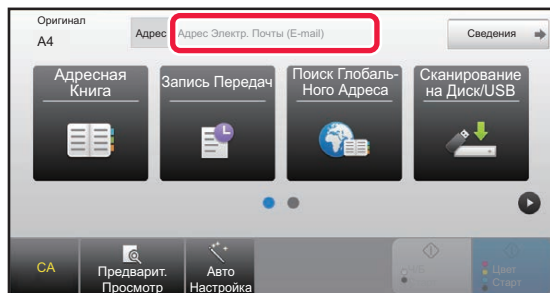 Оригинал
A4
Адрес
Адрес Электр. Почты (E-mail)
Сведения
Адресная
Книга
Запись Передач
Поиск Глобаль-
Ного Адреса
Сканирование
на Диск/USB
CA
Предварит.
Просмотр
Авто
Настройка
Ч/Б
Старт
Цвет
Старт